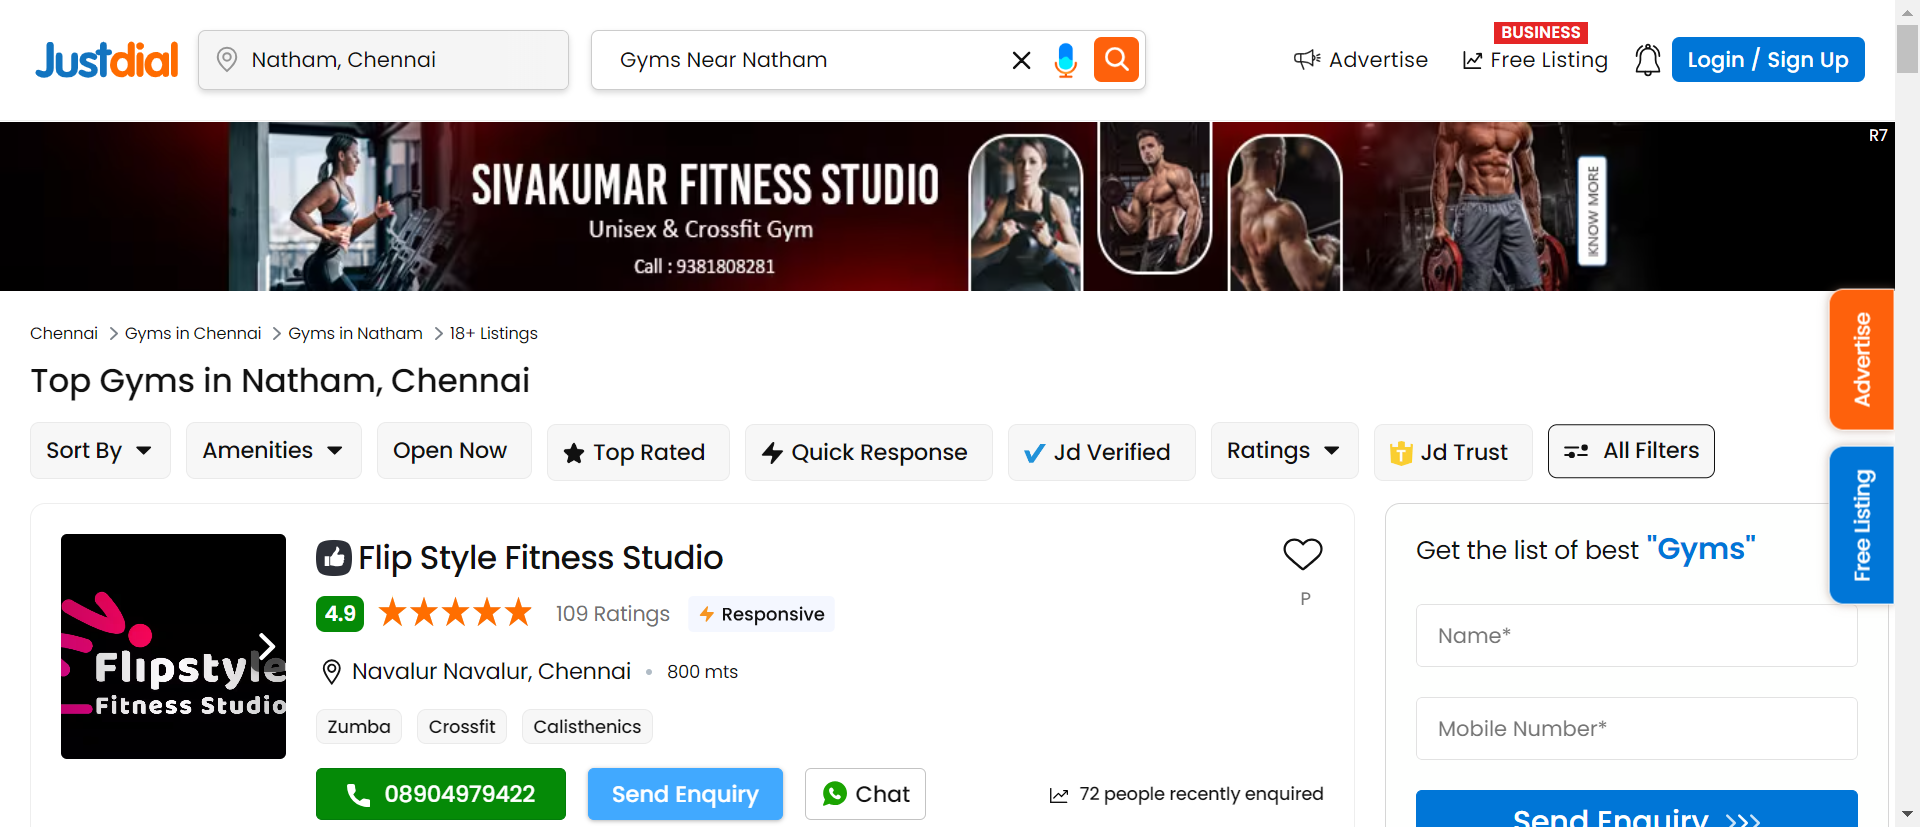 Justdial
Natham, Chennai
Gyms Near Natham
Advertise
BUSINESS
Free Listing
Login / Sign Up
SIVAKUMAR FITNESS STUDIO
Unisex & Crossfit Gym
Call : 9381808281
KNOW MORE
R7
Chennai
Gyms in Chennai
Gyms in Natham
18+ Listings
Top Gyms in Natham, Chennai
Sort By
Amenities
Open Now
Top Rated
Quick Response
Jd Verified
Ratings
Jd Trust
All Filters
Advertise
Free Listing
Flipstyle
Fitness Studio
Flip Style Fitness Studio
4.9
109 Ratings
Responsive
Navalur Navalur, Chennai • 800 mts
Zumba
Crossfit
Calisthenics
08904979422
Send Enquiry
Chat
72 people recently enquired
P
Get the list of best "Gyms"
Name*
Mobile Number*
Send Enquiry >>>